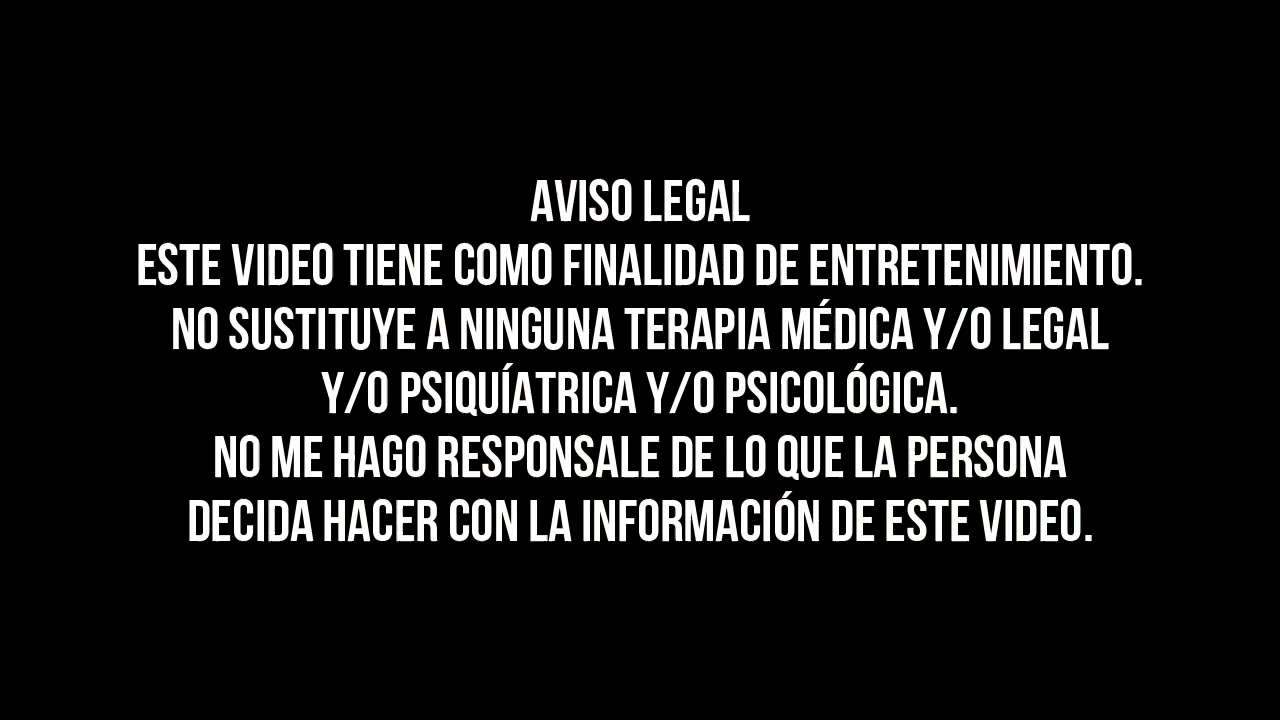 AVISO LEGAL
ESTE VIDEO TIENE COMO FINALIDAD DE ENTRETENIMIENTO.
NO SUSTITUYE A NINGUNA TERAPIA MÉDICA Y/O LEGAL
Y/O PSIQUÍATRICA Y/O PSICOLÓGICA.
NO ME HAGO RESPONSALE DE LO QUE LA PERSONA
DECIDA HACER CON LA INFORMACIÓN DE ESTE VIDEO.